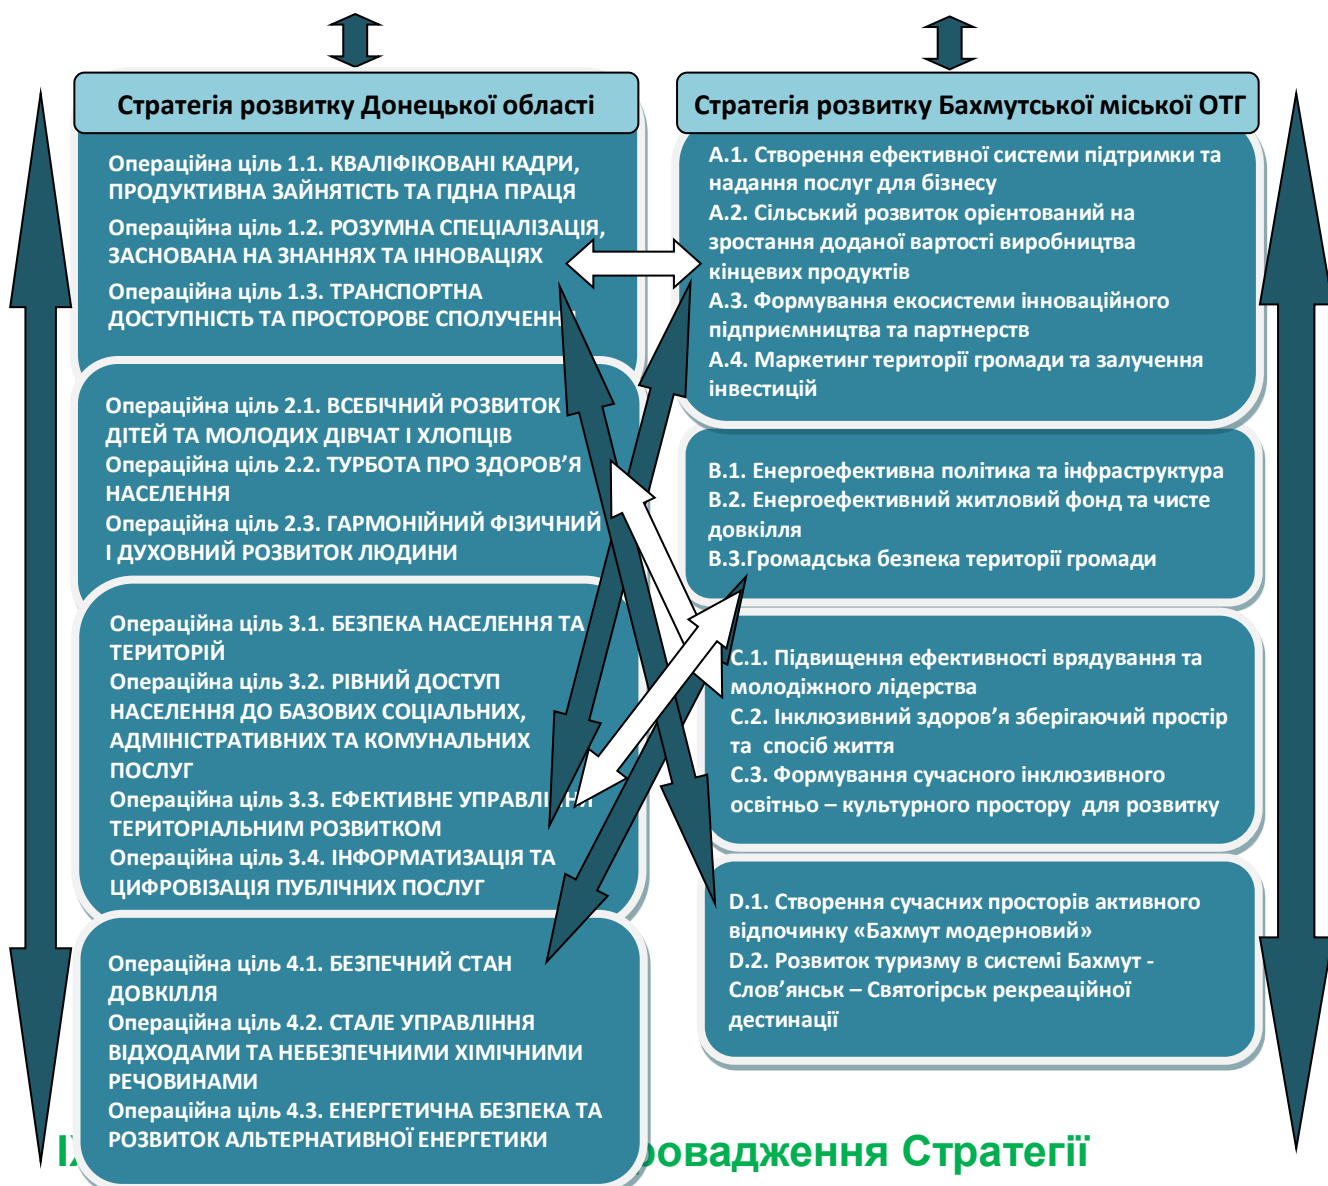 Стратегія розвитку Донецької області
Операційна ціль 1.1. КВАЛІФІКОВАНІ КАДРИ,
ПРОДУКТИВНА ЗАЙНЯТІСТЬ ТА ГІДНА ПРАЦЯ
Операційна ціль 1.2. РОЗУМНА СПЕЦІАЛІЗАЦІЯ,
ЗАСНОВАНА НА ЗНАННЯХ ТА ІННОВАЦІЯХ
Операційна ціль 1.3. ТРАНСПОРТНА
ДОСТУПНІСТЬ ТА ПРОСТОРОВЕ СПОЛУЧЕННЯ
Операційна ціль 2.1. ВСЕБІЧНИЙ РОЗВИТОК
ДІТЕЙ ТА МОЛОДИХ ДІВЧАТ І ХЛОПЦІВ
Операційна ціль 2.2. ТУРБОТА ПРО ЗДОРОВ’Я
НАСЕЛЕННЯ
Операційна ціль 2.3. ГАРМОНІЙНИЙ ФІЗИЧНИЙ
І ДУХОВНИЙ РОЗВИТОК ЛЮДИНИ
Операційна ціль 3.1. БЕЗПЕКА НАСЕЛЕННЯ ТА
ТЕРИТОРІЙ
Операційна ціль 3.2. РІВНИЙ ДОСТУП
НАСЕЛЕННЯ ДО БАЗОВИХ СОЦІАЛЬНИХ,
АДМІНІСТРАТИВНИХ ТА КОМУНАЛЬНИХ
ПОСЛУГ
Операційна ціль 3.3. ЕФЕКТИВНЕ УПРАВЛІННЯ
ТЕРИТОРІАЛЬНИМ РОЗВИТКОМ
Операційна ціль 3.4. ІНФОРМАТИЗАЦІЯ ТА
ЦИФРОВІЗАЦІЯ ПУБЛІЧНИХ ПОСЛУГ
Операційна ціль 4.1. БЕЗПЕЧНИЙ СТАН
ДОВКІЛЛЯ
Операційна ціль 4.2. СТАЛЕ УПРАВЛІННЯ
ВІДХОДАМИ ТА НЕБЕЗПЕЧНИМИ ХІМІЧНИМИ
РЕЧОВИНАМИ
Операційна ціль 4.3. ЕНЕРГЕТИЧНА БЕЗПЕКА ТА
РОЗВИТОК АЛЬТЕРНАТИВНОЇ ЕНЕРГЕТИКИ
Стратегія розвитку Бахмутської міської ОТГ
А.1. Створення ефективної системи підтримки та
надання послуг для бізнесу
А.2. Сільський розвиток орієнтований на
зростання доданої вартості виробництва
кінцевих продуктів
А.3. Формування екосистеми інноваційного
підприємництва та партнерств
А.4. Маркетинг території громади та залучення
інвестицій
В.1. Енергоефективна політика та інфраструктура
В.2. Енергоефективний житловий фонд та чисте
довкілля
В.3.Громадська безпека території громади
С.1. Підвищення ефективності врядування та
молодіжного лідерства
С.2. Інклюзивний здоров’я зберігаючий простір
та спосіб життя
С.3. Формування сучасного інклюзивного
освітньо – культурного простору для розвитку
D.1. Створення сучасних просторів активного
відпочинку «Бахмут модерновий»
D.2. Розвиток туризму в системі Бахмут -
Слов’янськ – Святогірськ рекреаційної
дестинації
ровадження Стратегії